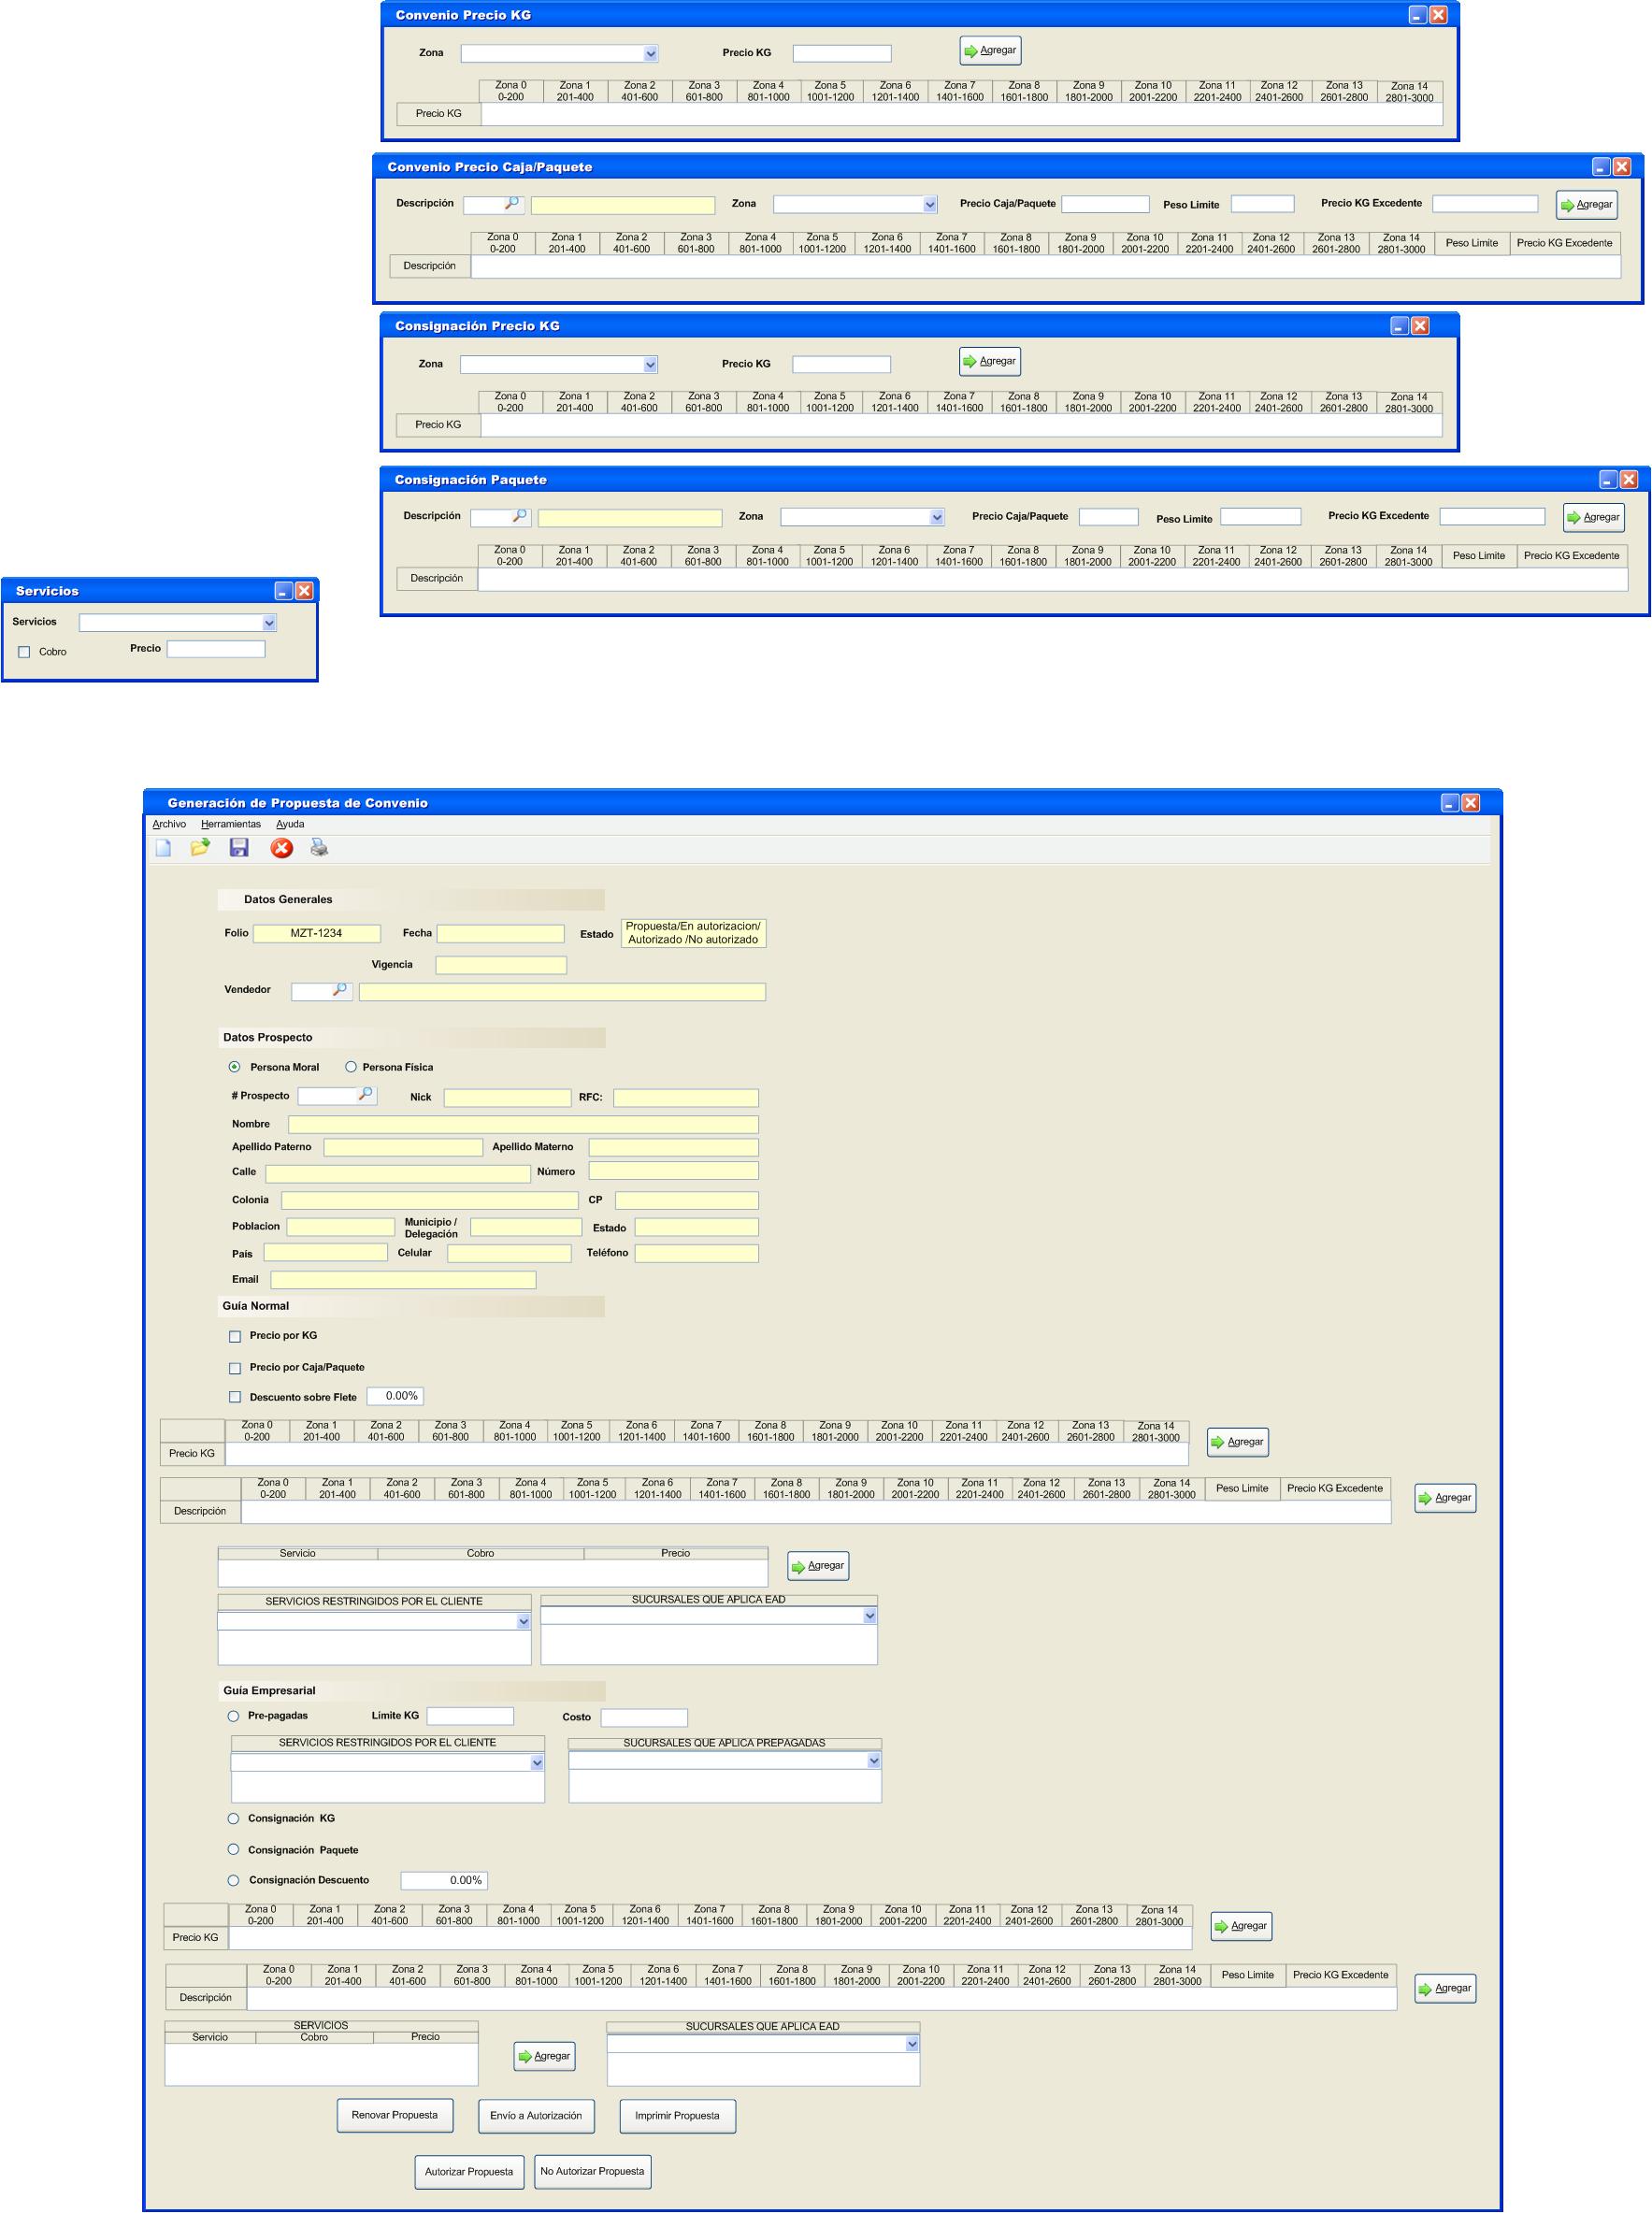 Convenio Precio KG
Zona Precio KG Agregar
Zona 0 Zona 1 Zona 2 Zona 3 Zona 4 Zona 5 Zona 6 Zona 7 Zona 8 Zona 9 Zona 10 Zona 11 Zona 12 Zona 13 Zona 14
0-200 201-400 401-600 601-800 801-1000 1001-1200 1201-1400 1401-1600 1601-1800 1801-2000 2001-2200 2201-2400 2401-2600 2601-2800 2801-3000
Precio KG
Convenio Precio Caja/Paquete
Descripción Zona Precio Caja/Paquete Peso Limite Precio KG Excedente Agregar
Zona 0 Zona 1 Zona 2 Zona 3 Zona 4 Zona 5 Zona 6 Zona 7 Zona 8 Zona 9 Zona 10 Zona 11 Zona 12 Zona 13 Zona 14 Peso Limite Precio KG Excedente
0-200 201-400 401-600 601-800 801-1000 1001-1200 1201-1400 1401-1600 1601-1800 1801-2000 2001-2200 2201-2400 2401-2600 2601-2800 2801-3000
Descripción
Consignación Precio KG
Zona Precio KG Agregar
Zona 0 Zona 1 Zona 2 Zona 3 Zona 4 Zona 5 Zona 6 Zona 7 Zona 8 Zona 9 Zona 10 Zona 11 Zona 12 Zona 13 Zona 14
0-200 201-400 401-600 601-800 801-1000 1001-1200 1201-1400 1401-1600 1601-1800 1801-2000 2001-2200 2201-2400 2401-2600 2601-2800 2801-3000
Precio KG
Consignación Paquete
Descripción Zona Precio Caja/Paquete Peso Limite Precio KG Excedente Agregar
Zona 0 Zona 1 Zona 2 Zona 3 Zona 4 Zona 5 Zona 6 Zona 7 Zona 8 Zona 9 Zona 10 Zona 11 Zona 12 Zona 13 Zona 14 Peso Limite Precio KG Excedente
0-200 201-400 401-600 601-800 801-1000 1001-1200 1201-1400 1401-1600 1601-1800 1801-2000 2001-2200 2201-2400 2401-2600 2601-2800 2801-3000
Descripción
Servicios
Servicios
Cobro Precio
Generación de Propuesta de Convenio
Archivo Herramientas Ayuda
Datos Generales
Folio MZT-1234 Fecha Estado Propuesta/En autorizacion/
Autorizado /No autorizado
Vigencia
Vendedor
Datos Prospecto
Persona Moral Persona Física
# Prospecto Nick RFC:
Nombre
Apellido Paterno Apellido Materno
Calle Número
Colonia CP
Poblacion Municipio / Estado
Delegación
País Celular Teléfono
Email
Guía Normal
Precio por KG
Precio por Caja/Paquete
Descuento sobre Flete 0.00%
Zona 0 Zona 1 Zona 2 Zona 3 Zona 4 Zona 5 Zona 6 Zona 7 Zona 8 Zona 9 Zona 10 Zona 11 Zona 12 Zona 13 Zona 14
0-200 201-400 401-600 601-800 801-1000 1001-1200 1201-1400 1401-1600 1601-1800 1801-2000 2001-2200 2201-2400 2401-2600 2601-2800 2801-3000 Agregar
Precio KG
Zona 0 Zona 1 Zona 2 Zona 3 Zona 4 Zona 5 Zona 6 Zona 7 Zona 8 Zona 9 Zona 10 Zona 11 Zona 12 Zona 13 Zona 14 Peso Limite Precio KG Excedente
0-200 201-400 401-600 601-800 801-1000 1001-1200 1201-1400 1401-1600 1601-1800 1801-2000 2001-2200 2201-2400 2401-2600 2601-2800 2801-3000 Agregar
Descripción
Servicio Cobro Precio
Agregar
SERVICIOS RESTRINGIDOS POR EL CLIENTE SUCURSALES QUE APLICA EAD
Guía Empresarial
Pre-pagadas Limite KG Costo
SERVICIOS RESTRINGIDOS POR EL CLIENTE SUCURSALES QUE APLICA PREPAGADAS
Consignación KG
Consignación Paquete
Consignación Descuento 0.00%
Zona 0 Zona 1 Zona 2 Zona 3 Zona 4 Zona 5 Zona 6 Zona 7 Zona 8 Zona 9 Zona 10 Zona 11 Zona 12 Zona 13 Zona 14
0-200 201-400 401-600 601-800 801-1000 1001-1200 1201-1400 1401-1600 1601-1800 1801-2000 2001-2200 2201-2400 2401-2600 2601-2800 2801-3000 Agregar
Precio KG
Zona 0 Zona 1 Zona 2 Zona 3 Zona 4 Zona 5 Zona 6 Zona 7 Zona 8 Zona 9 Zona 10 Zona 11 Zona 12 Zona 13 Zona 14 Peso Limite Precio KG Excedente
0-200 201-400 401-600 601-800 801-1000 1001-1200 1201-1400 1401-1600 1601-1800 1801-2000 2001-2200 2201-2400 2401-2600 2601-2800 2801-3000 Agregar
Descripción
SERVICIOS SUCURSALES QUE APLICA EAD
Servicio Cobro Precio
Agregar
Renovar Propuesta Envío a Autorización Imprimir Propuesta
Autorizar Propuesta No Autorizar Propuesta